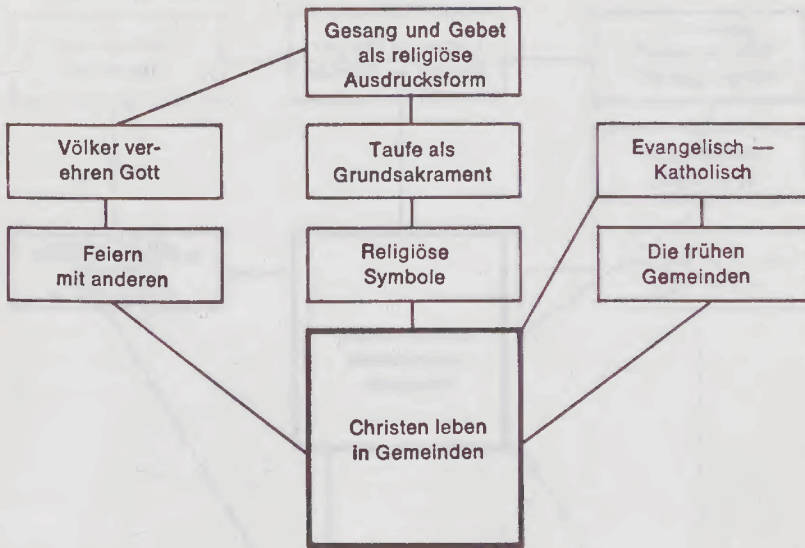 Gesang und Gebet
als religiöse
Ausdrucksform
Völker ver-
ehren Gott
Taufe als
Grundsakrament
Evangelisch —
Katholisch
Feiern
mit anderen
Religiöse
Symbole
Die frühen
Gemeinden
Christen leben
in Gemeinden